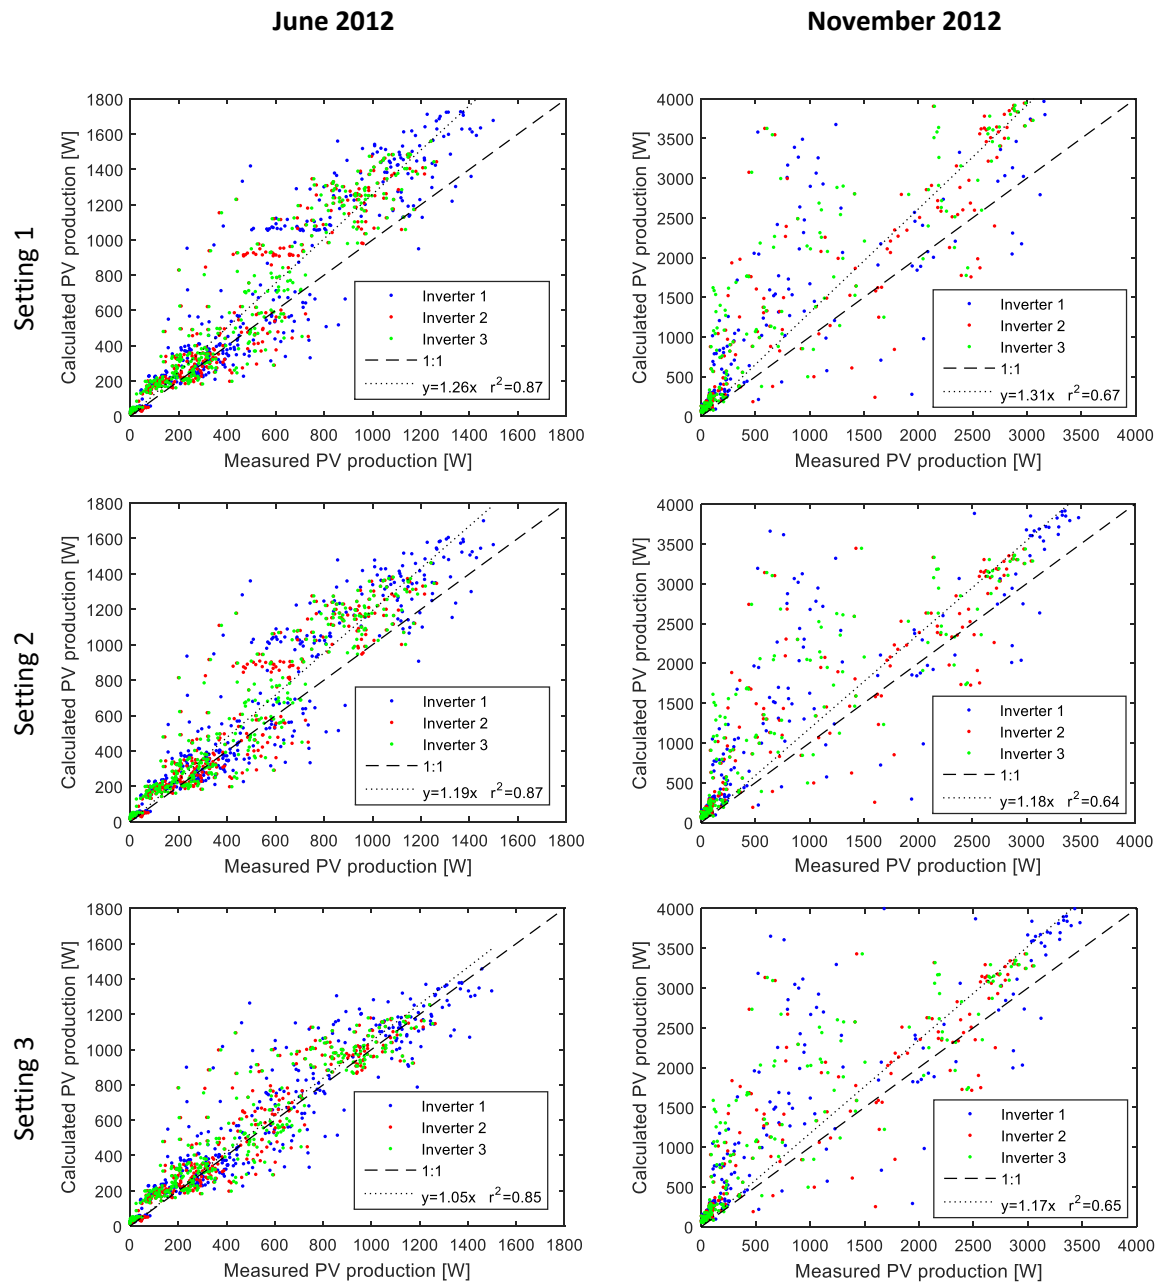 June 2012
November 2012
Setting 1
Calculated PV production [W]
1800
1600
1400
1200
1000
800
600
400
200
0
Inverter 1
Inverter 2
Inverter 3
1:1
y=1.26x r²=0.87
0 200 400 600 800 1000 1200 1400 1600 1800
Measured PV production [W]
Calculated PV production [W]
4000
3500
3000
2500
2000
1500
1000
500
0
Inverter 1
Inverter 2
Inverter 3
1:1
y=1.31x r²=0.67
0 500 1000 1500 2000 2500 3000 3500 4000
Measured PV production [W]
Setting 2
Calculated PV production [W]
1800
1600
1400
1200
1000
800
600
400
200
0
Inverter 1
Inverter 2
Inverter 3
1:1
y=1.19x r²=0.87
0 200 400 600 800 1000 1200 1400 1600 1800
Measured PV production [W]
Calculated PV production [W]
4000
3500
3000
2500
2000
1500
1000
500
0
Inverter 1
Inverter 2
Inverter 3
1:1
y=1.18x r²=0.64
0 500 1000 1500 2000 2500 3000 3500 4000
Measured PV production [W]
Setting 3
Calculated PV production [W]
1800
1600
1400
1200
1000
800
600
400
200
0
Inverter 1
Inverter 2
Inverter 3
1:1
y=1.05x r²=0.85
0 200 400 600 800 1000 1200 1400 1600 1800
Measured PV production [W]
Calculated PV production [W]
4000
3500
3000
2500
2000
1500
1000
500
0
Inverter 1
Inverter 2
Inverter 3
1:1
y=1.17x r²=0.65
0 500 1000 1500 2000 2500 3000 3500 4000
Measured PV production [W]